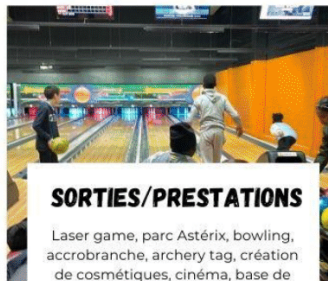 SORTIES/PRESTATIONS
Laser game, parc Astérix, bowling,
accrobranche, archery tag, création
de cosmétiques, cinéma, base de